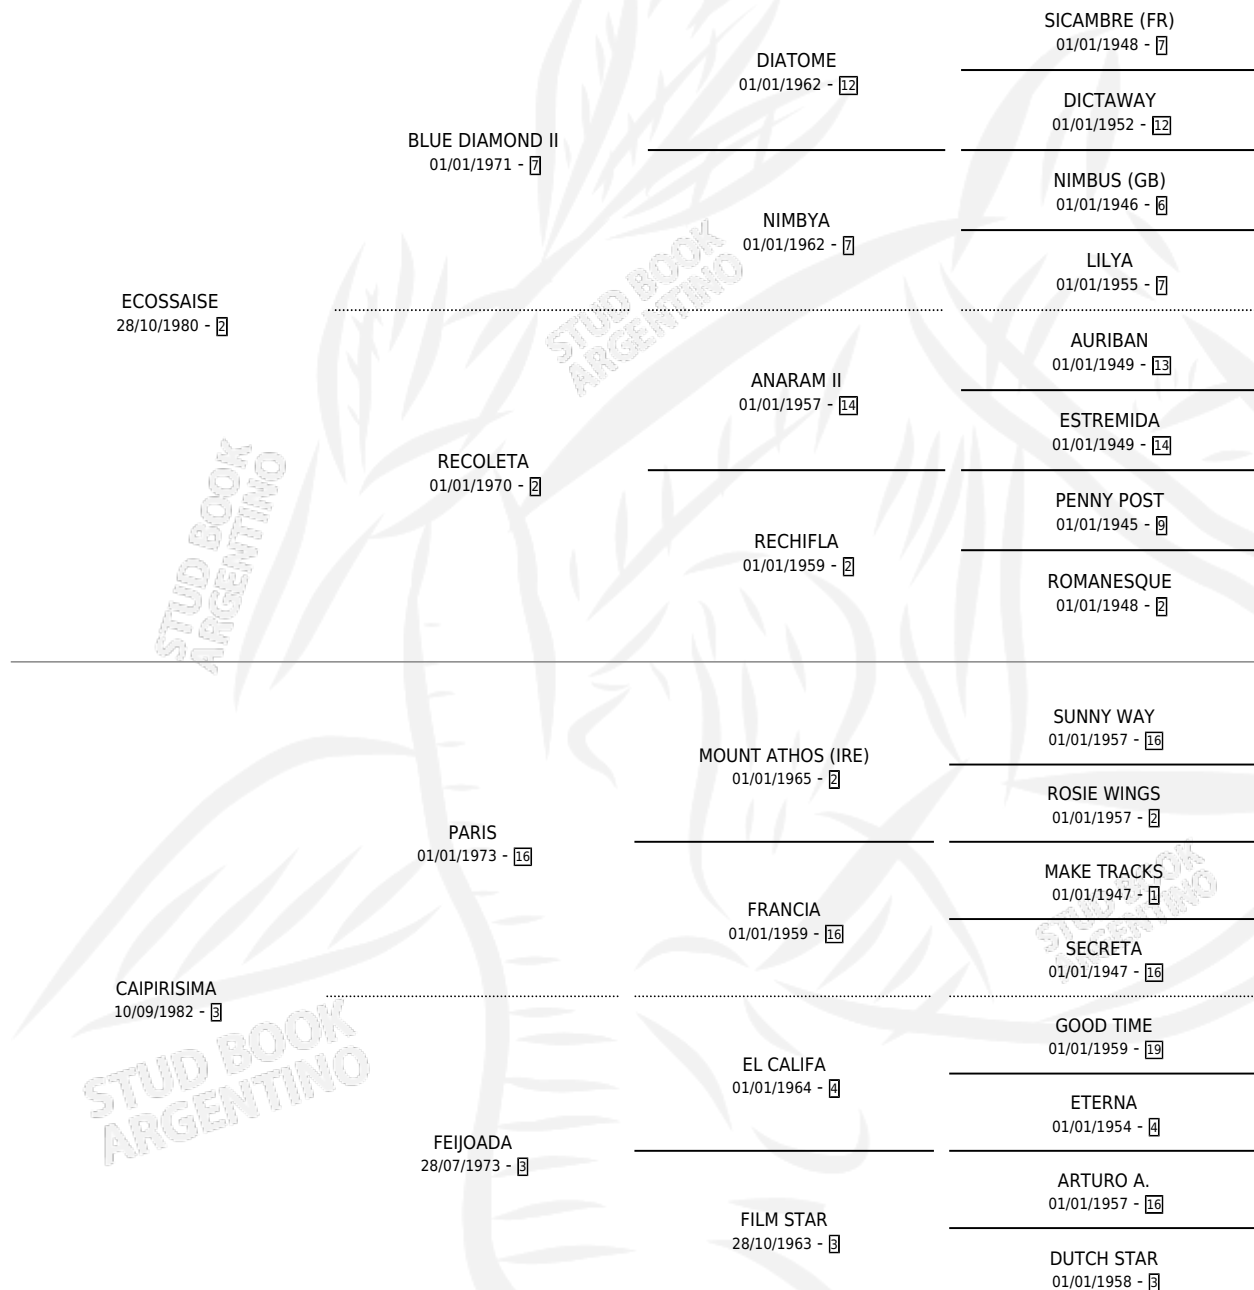 SICAMBRE (FR)
01/01/1948 - 7
DIATOME
01/01/1962 - 12
DICTAWAY
01/01/1952 - 12
BLUE DIAMOND II
01/01/1971 - 7
NIMBUS (GB)
01/01/1946 - 6
NIMBYA
01/01/1962 - 7
LILYA
01/01/1955 - 7
STUD BOOK
ARGENTINO
ECOSSAISE
28/10/1980 - 2
AURIBAN
01/01/1949 - 13
ANARAM II
01/01/1957 - 14
ESTREMIDA
01/01/1949 - 14
RECOLETA
01/01/1970 - 2
PENNY POST
01/01/1945 - 9
RECHIFLA
01/01/1959 - 2
ROMANESQUE
01/01/1948 - 2
STUD BOOK
ARGENTINO
SUNNY WAY
01/01/1957 - 16
MOUNT ATHOS (IRE)
01/01/1965 - 2
ROSIE WINGS
01/01/1957 - 2
PARIS
01/01/1973 - 16
MAKE TRACKS
01/01/1947 - 1
FRANCIA
01/01/1959 - 16
SECRETA
01/01/1947 - 16
STUD BOOK
ARGENTINO
CAIPIRISIMA
10/09/1982 - 3
GOOD TIME
01/01/1959 - 19
EL CALIFA
01/01/1964 - 4
ETERNA
01/01/1954 - 4
STUD BOOK
ARGENTINO
FEIJOADA
28/07/1973 - 3
ARTURO A.
01/01/1957 - 16
FILM STAR
28/10/1963 - 3
DUTCH STAR
01/01/1958 - 3